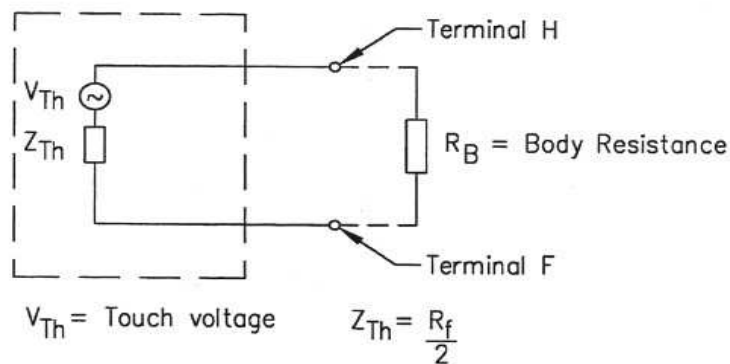 Terminal H
V_Th
Z_Th
R_B = Body Resistance
Terminal F
V_Th = Touch voltage
Z_Th = R_f/2